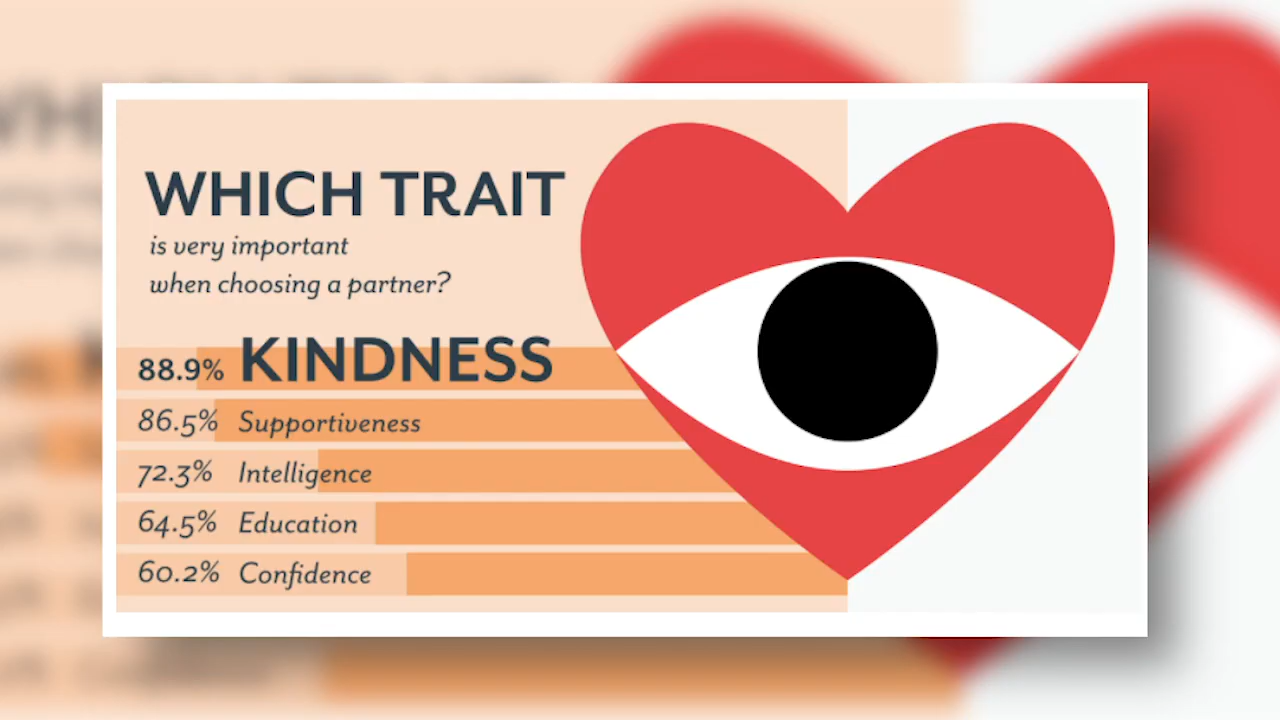 WHICH TRAIT
is very important
when choosing a partner?
88.9% KINDNESS
86.5% Supportiveness
72.3% Intelligence
64.5% Education
60.2% Confidence